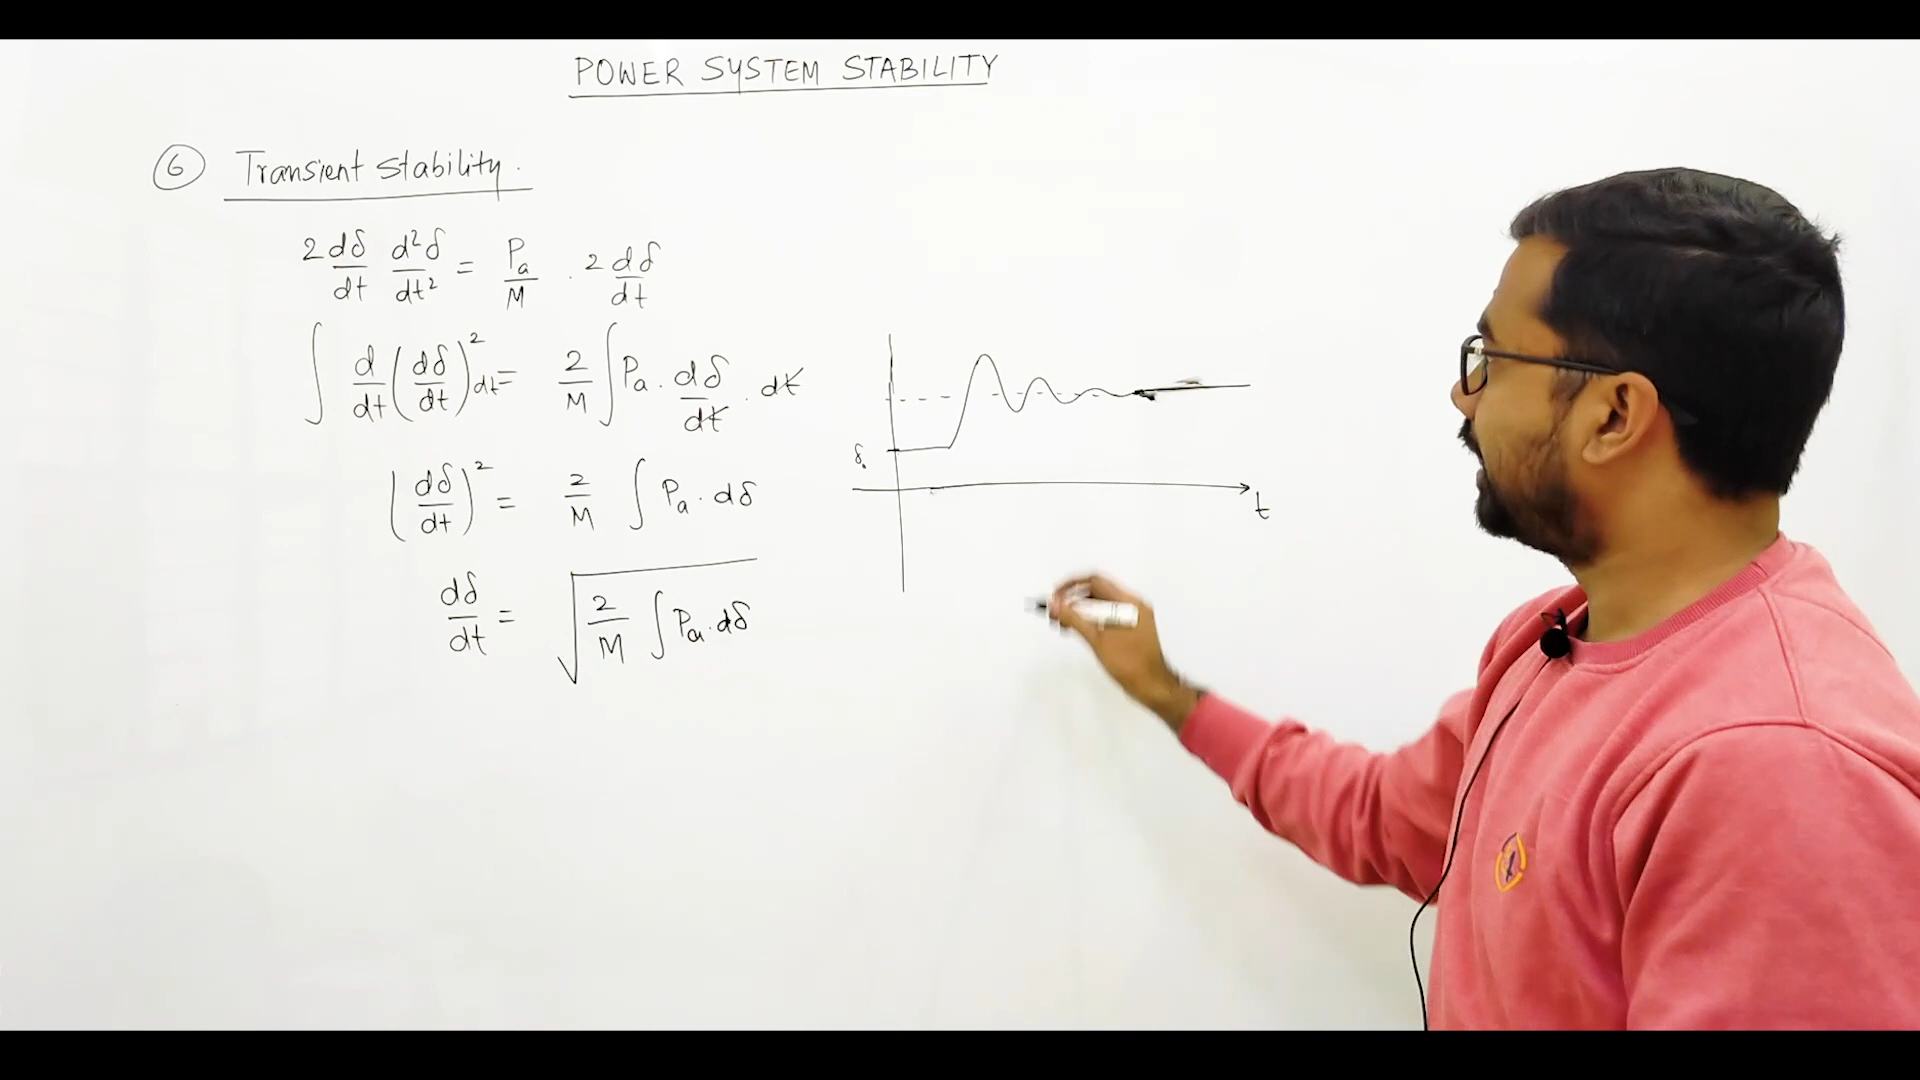 POWER SYSTEM STABILITY
6 Transient Stability.
2 dδ/dt d²δ/dt² = Pa/M . 2 dδ/dt
∫ d/dt (dδ/dt)² dt = 2/M ∫ Pa . dδ/dt . dt
(dδ/dt)² = 2/M ∫ Pa . dδ
dδ/dt = √(2/M ∫ Pa . dδ)
δ.
t